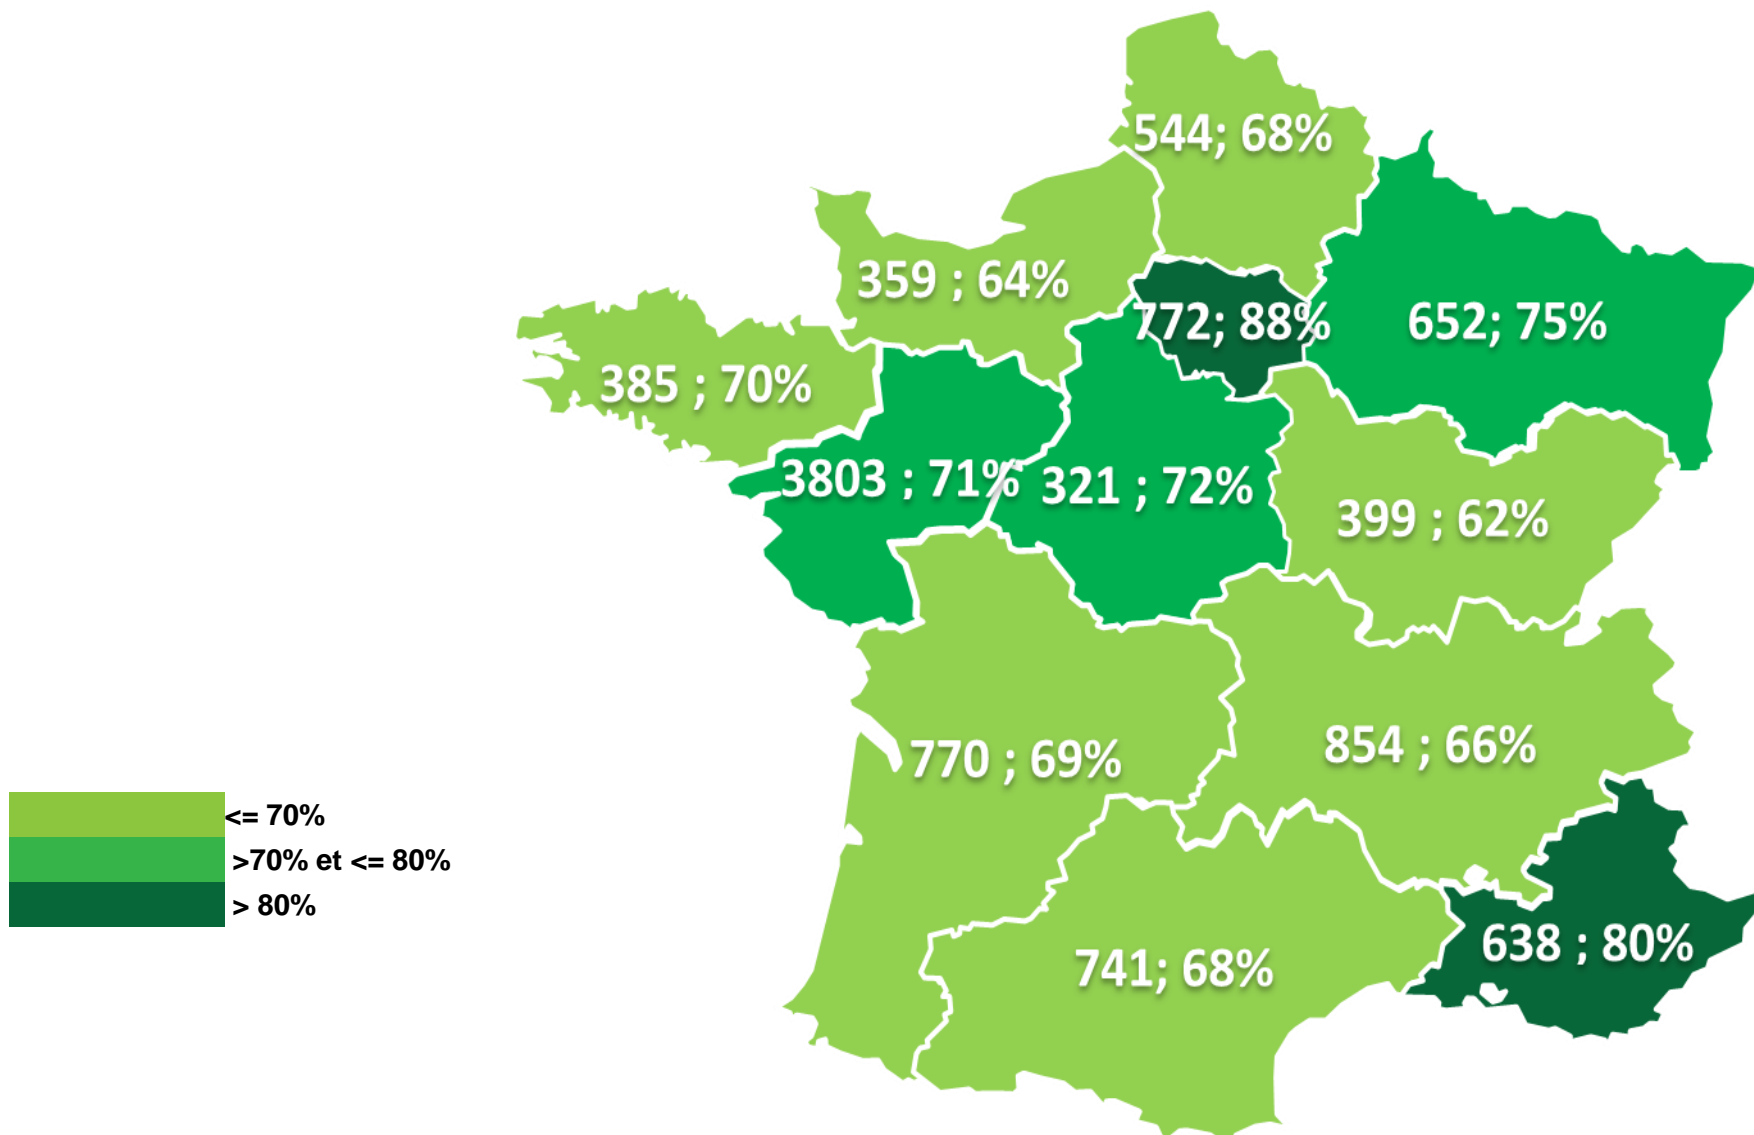 544; 68%
359 ; 64%
772; 88%
652; 75%
385 ; 70%
3803 ; 71%
321 ; 72%
399 ; 62%
770 ; 69%
854 ; 66%
<= 70%
>70% et <= 80%
> 80%
741; 68%
638 ; 80%